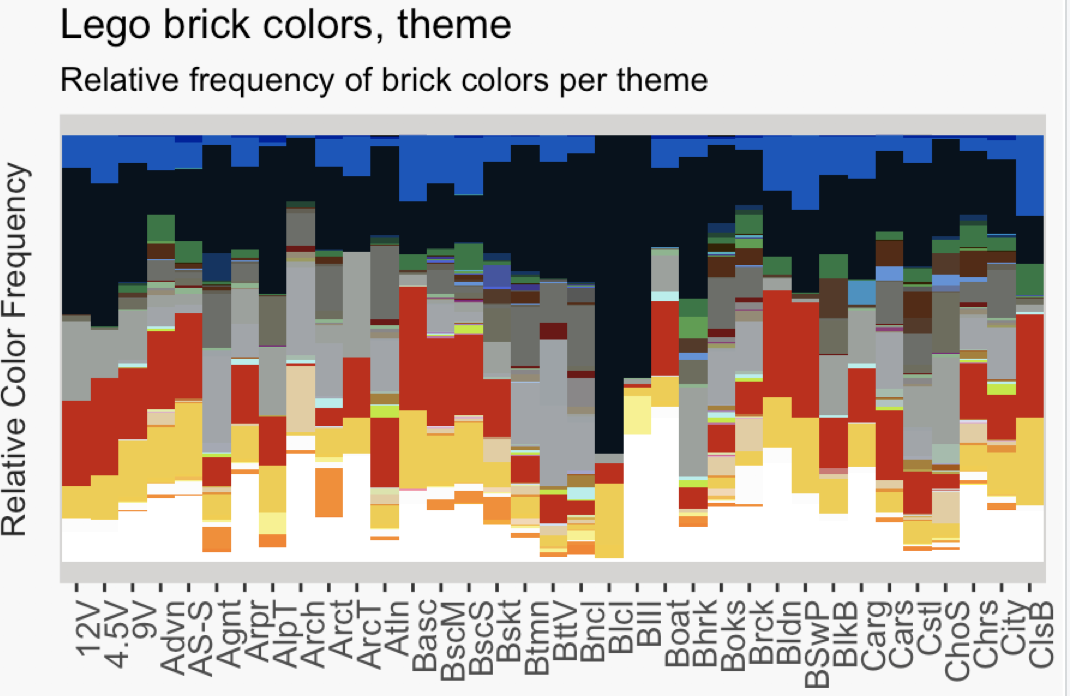 Lego brick colors, theme
Relative frequency of brick colors per theme
Relative Color Frequency
12V
4.5V
9V
Advn
AS-S
Agnt
Arpr
AlpT
Arch
Arct
ArcT
Atln
Basc
BscM
BscS
Bskt
Btmn
BttV
Bncl
Blcl
BlII
Boat
Bhrk
Boks
Brck
Bldn
BSwP
BlkB
Carg
Cars
Cstl
ChoS
Chrs
City
ClsB